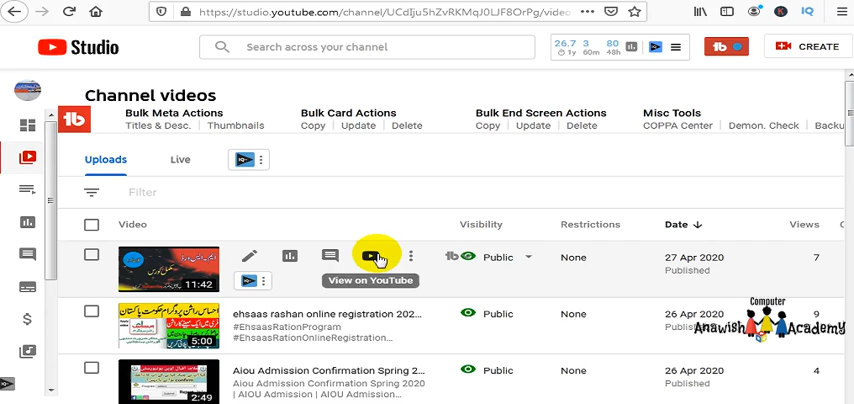 https://studio.youtube.com/channel/UCdIju5hZvRKMqJ0LJF8OrPg/video
IQ
Studio
Search across your channel
26.7 3 80
1y 60m 48h
CREATE
Channel videos
Bulk Meta Actions Bulk Card Actions Bulk End Screen Actions Misc Tools
Titles & Desc. | Thumbnails Copy | Update | Delete Copy | Update | Delete COPPA Center | Demon. Check | Backu
Uploads Live
Filter
Video Visibility Restrictions Date Views
11:42 Public None 27 Apr 2020 7
Published
View on YouTube
ehsaas rashan online registration 202... Public None 26 Apr 2020 9
#EhsaasRationProgram
#EhsaasRationOnlineRegistration...
5:00
Computer
Anawish Academy
Aiou Admission Confirmation Spring 2... Public None 26 Apr 2020 4
Aiou Admission Confirmation Spring 2020
| AIOU Admission | AIOU Admission...
2:49